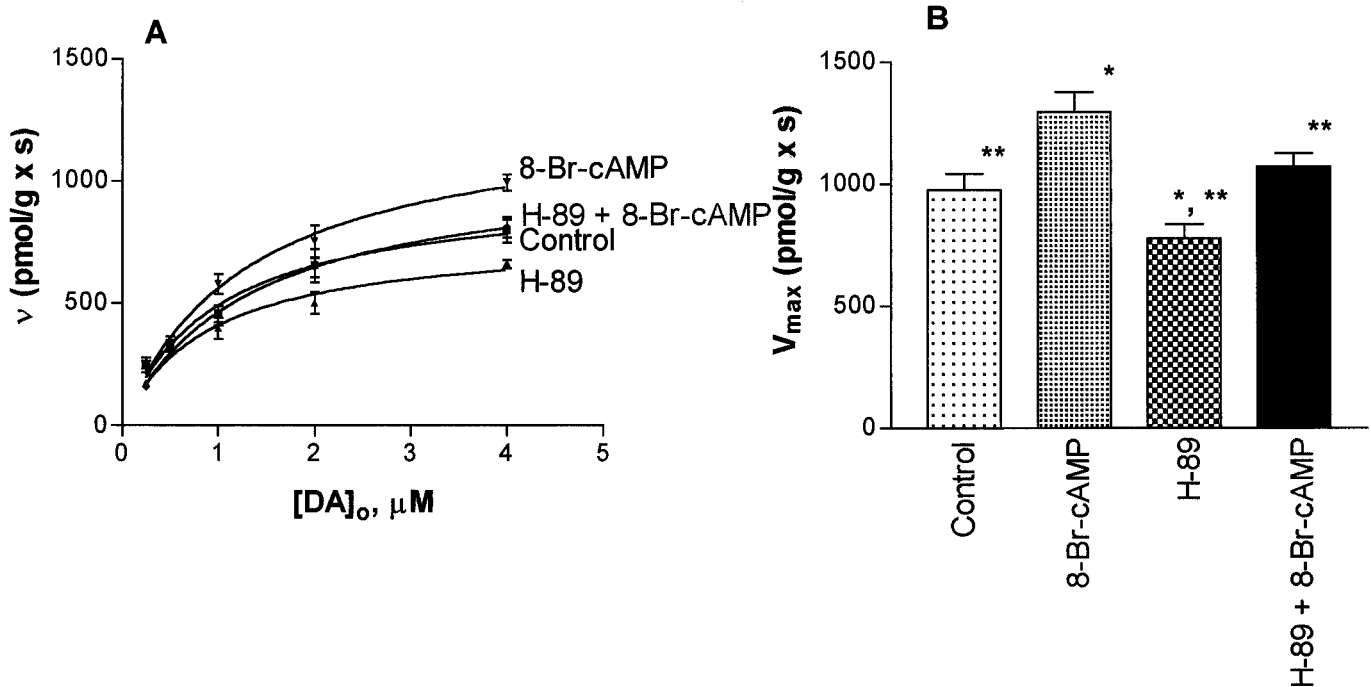 A
1500
1000
500
0
0 1 2 3 4 5
ν (pmol/g x s)
[DA]o, μM
8-Br-cAMP
H-89 + 8-Br-cAMP
Control
H-89
B
1500
1000
500
0
Vmax (pmol/g x s)
**
*
*, **
**
Control
8-Br-cAMP
H-89
H-89 + 8-Br-cAMP